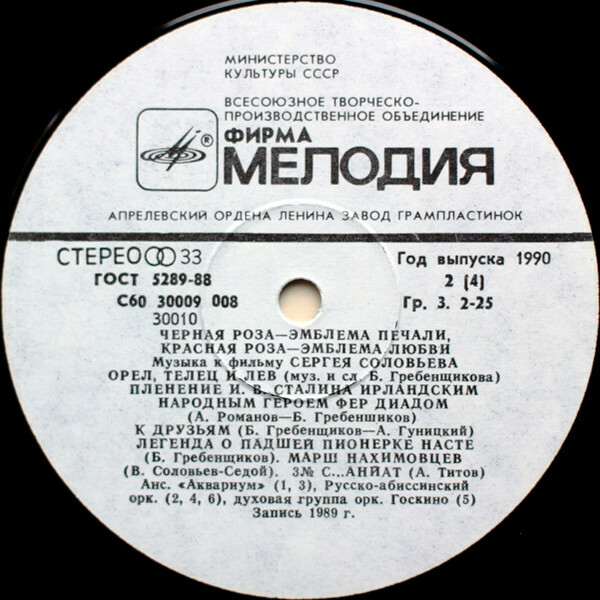 МИНИСТЕРСТВО
КУЛЬТУРЫ СССР
ВСЕСОЮЗНОЕ ТВОРЧЕСКО-
ПРОИЗВОДСТВЕННОЕ ОБЪЕДИНЕНИЕ
®
ФИРМА
МЕЛОДИЯ
АПРЕЛЕВСКИЙ ОРДЕНА ЛЕНИНА ЗАВОД ГРАМПЛАСТИНОК
СТЕРЕО 33
Год выпуска 1990
ГОСТ 5289-88
2 (4)
С60 30009 008
Гр. 3. 2-25
30010
ЧЕРНАЯ РОЗА—ЭМБЛЕМА ПЕЧАЛИ,
КРАСНАЯ РОЗА—ЭМБЛЕМА ЛЮБВИ
Музыка к фильму СЕРГЕЯ СОЛОВЬЕВА
ОРЕЛ, ТЕЛЕЦ И ЛЕВ (муз. и сл. Б. Гребенщикова)
ПЛЕНЕНИЕ И. В. СТАЛИНА ИРЛАНДСКИМ
НАРОДНЫМ ГЕРОЕМ ФЕР ДИАДОМ
(А. Романов—Б. Гребенщиков)
К ДРУЗЬЯМ (Б. Гребенщиков—А. Гуницкий)
ЛЕГЕНДА О ПАДШЕЙ ПИОНЕРКЕ НАСТЕ
(Б. Гребенщиков). МАРШ НАХИМОВЦЕВ
(В. Соловьев-Седой). 3№ С...АНЙАТ (А. Титов)
Анс. «Аквариум» (1, 3), Русско-абиссинский
орк. (2, 4, 6), духовая группа орк. Госкино (5)
Запись 1989 г.